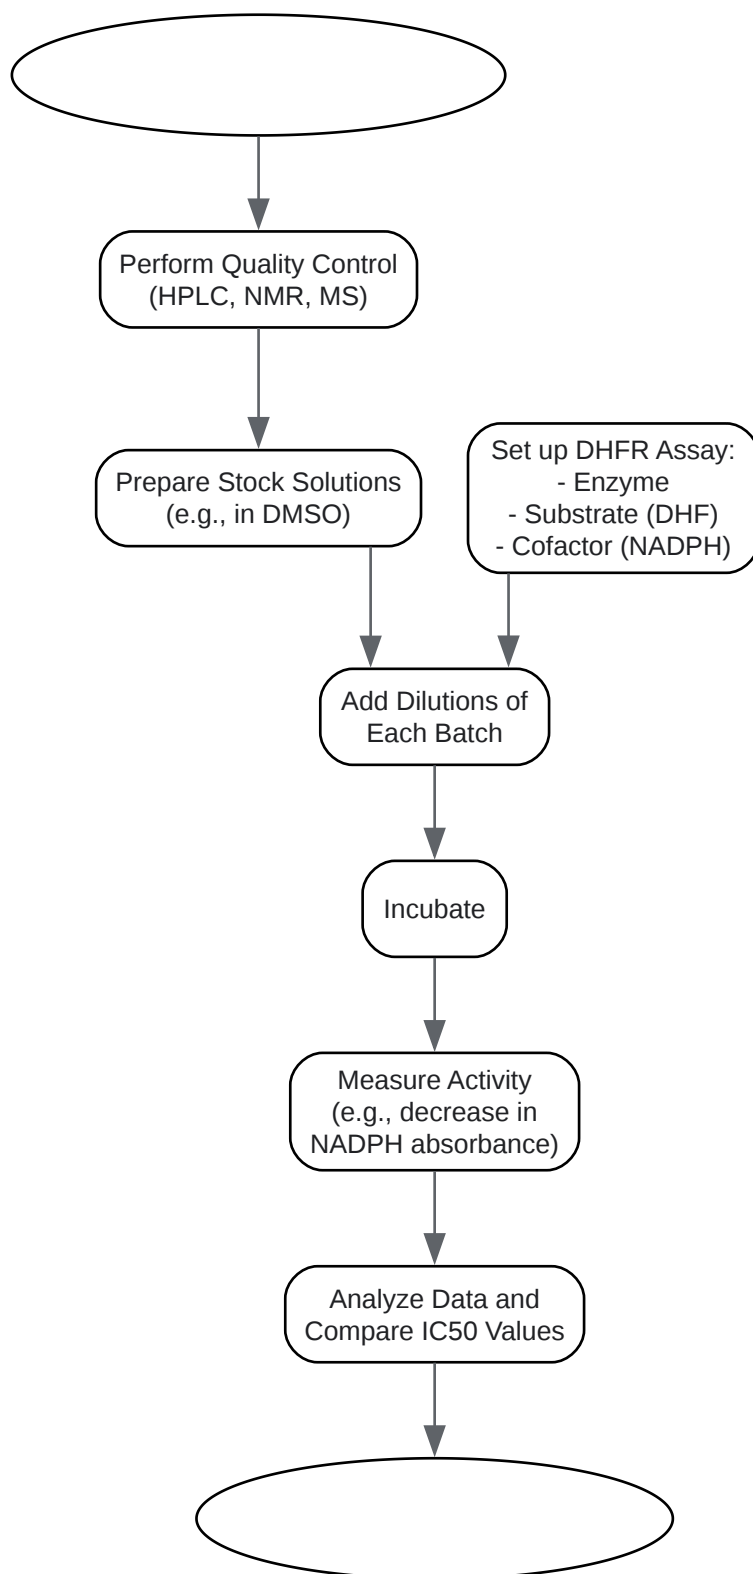 Perform Quality Control
(HPLC, NMR, MS)
Prepare Stock Solutions
(e.g., in DMSO)
Set up DHFR Assay:
- Enzyme
- Substrate (DHF)
- Cofactor (NADPH)
Add Dilutions of
Each Batch
Incubate
Measure Activity
(e.g., decrease in
NADPH absorbance)
Analyze Data and
Compare IC50 Values